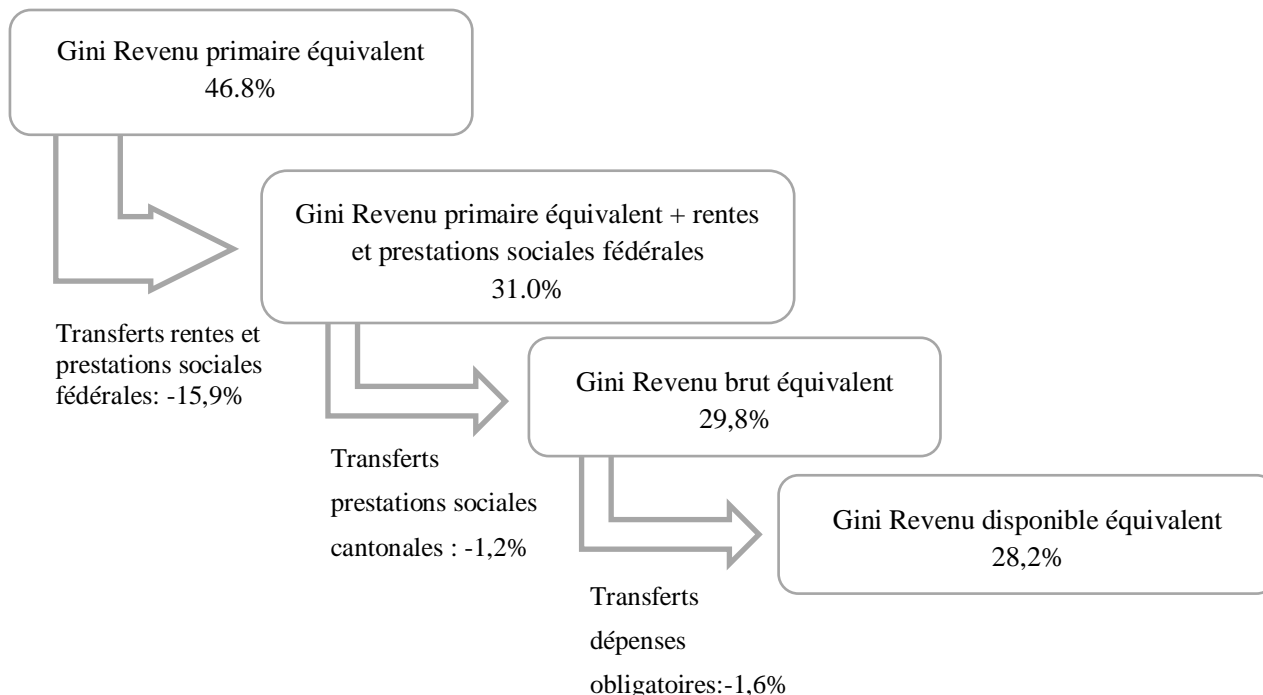 Gini Revenu primaire équivalent
46.8%
Gini Revenu primaire équivalent + rentes
et prestations sociales fédérales
31.0%
Transferts rentes et
prestations sociales
fédérales: -15,9%
Gini Revenu brut équivalent
29,8%
Transferts
prestations sociales
cantonales : -1,2%
Gini Revenu disponible équivalent
28,2%
Transferts
dépenses
obligatoires:-1,6%